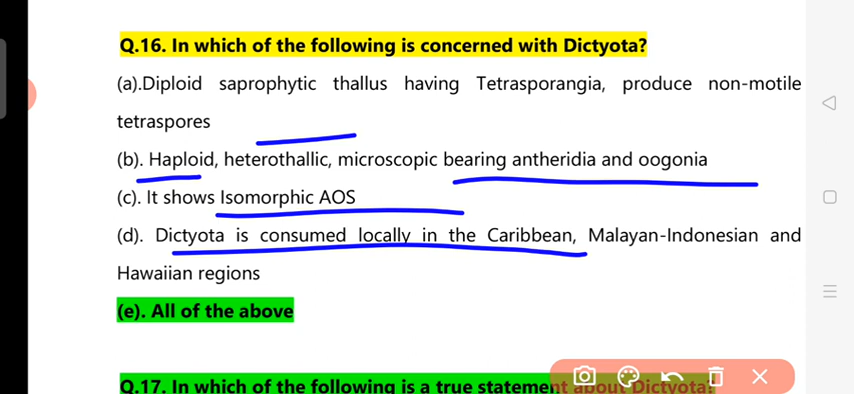 Q.16. In which of the following is concerned with Dictyota?
(a).Diploid saprophytic thallus having Tetrasporangia, produce non-motile
tetraspores
(b). Haploid, heterothallic, microscopic bearing antheridia and oogonia
(c). It shows Isomorphic AOS
(d). Dictyota is consumed locally in the Caribbean, Malayan-Indonesian and
Hawaiian regions
(e). All of the above
Q.17. In which of the following is a true statement about Dictyota?